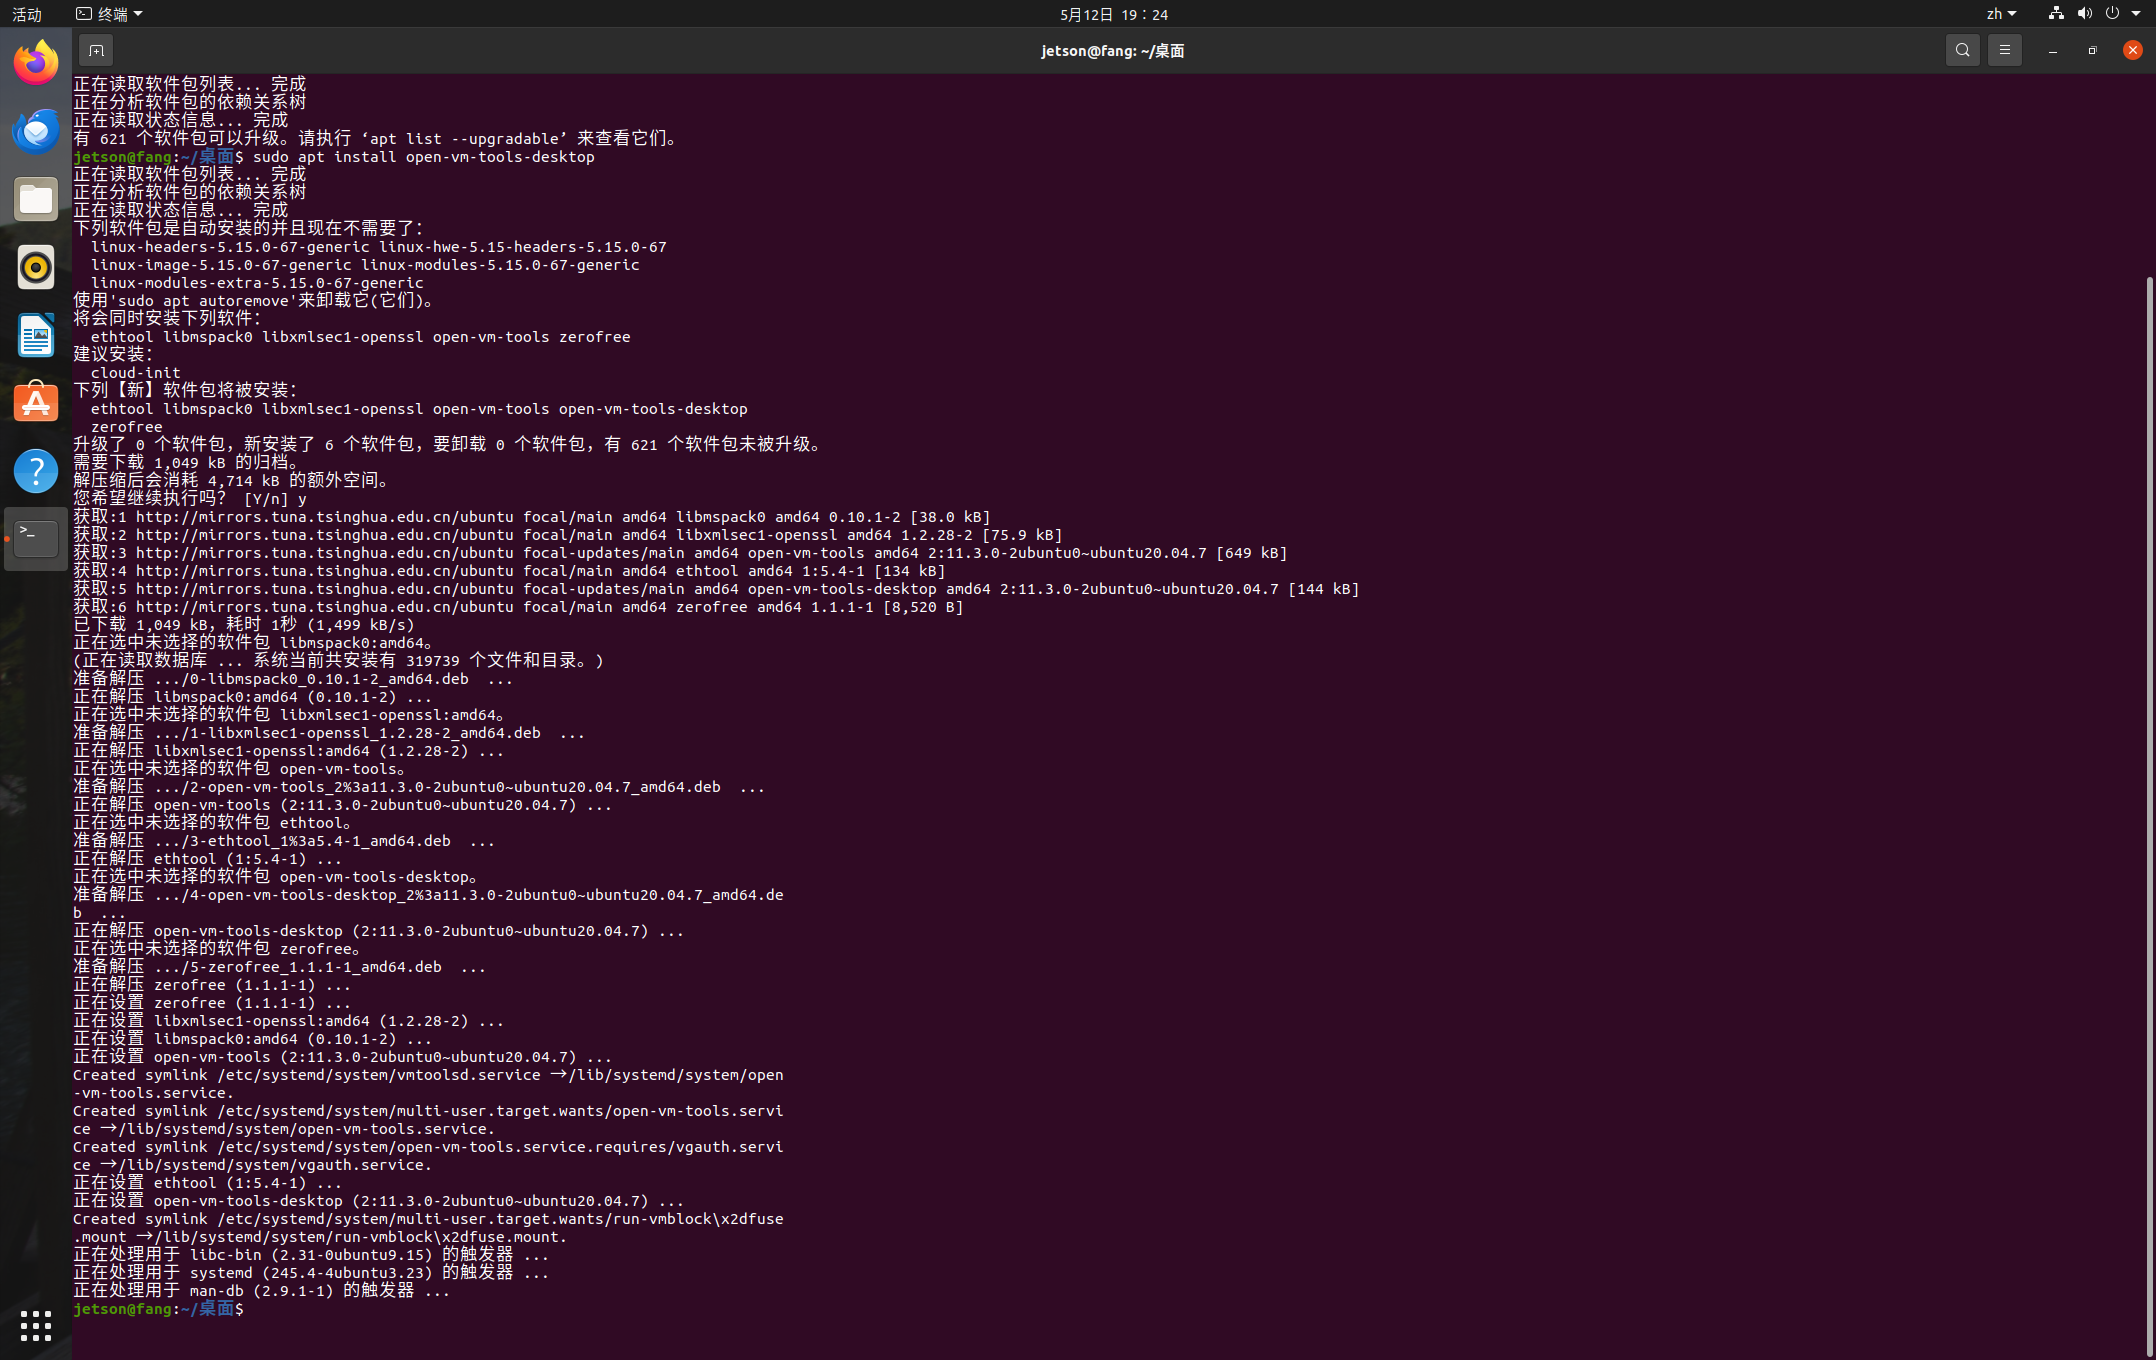 活动
终端
5月12日 19：24
zh
jetson@fang: ~/桌面
正在读取软件包列表... 完成
正在分析软件包的依赖关系树
正在读取状态信息... 完成
有 621 个软件包可以升级。请执行 ‘apt list --upgradable’ 来查看它们。
jetson@fang:~/桌面$ sudo apt install open-vm-tools-desktop
正在读取软件包列表... 完成
正在分析软件包的依赖关系树
正在读取状态信息... 完成
下列软件包是自动安装的并且现在不需要了：
linux-headers-5.15.0-67-generic linux-hwe-5.15-headers-5.15.0-67
linux-image-5.15.0-67-generic linux-modules-5.15.0-67-generic
linux-modules-extra-5.15.0-67-generic
使用'sudo apt autoremove'来卸载它(它们)。
将会同时安装下列软件：
ethtool libmspack0 libxmlsec1-openssl open-vm-tools zerofree
建议安装：
cloud-init
下列【新】软件包将被安装：
ethtool libmspack0 libxmlsec1-openssl open-vm-tools open-vm-tools-desktop
zerofree
升级了 0 个软件包，新安装了 6 个软件包，要卸载 0 个软件包，有 621 个软件包未被升级。
需要下载 1,049 kB 的归档。
解压缩后会消耗 4,714 kB 的额外空间。
您希望继续执行吗？ [Y/n] y
获取:1 http://mirrors.tuna.tsinghua.edu.cn/ubuntu focal/main amd64 libmspack0 amd64 0.10.1-2 [38.0 kB]
获取:2 http://mirrors.tuna.tsinghua.edu.cn/ubuntu focal/main amd64 libxmlsec1-openssl amd64 1.2.28-2 [75.9 kB]
获取:3 http://mirrors.tuna.tsinghua.edu.cn/ubuntu focal-updates/main amd64 open-vm-tools amd64 2:11.3.0-2ubuntu0~ubuntu20.04.7 [649 kB]
获取:4 http://mirrors.tuna.tsinghua.edu.cn/ubuntu focal/main amd64 ethtool amd64 1:5.4-1 [134 kB]
获取:5 http://mirrors.tuna.tsinghua.edu.cn/ubuntu focal-updates/main amd64 open-vm-tools-desktop amd64 2:11.3.0-2ubuntu0~ubuntu20.04.7 [144 kB]
获取:6 http://mirrors.tuna.tsinghua.edu.cn/ubuntu focal/main amd64 zerofree amd64 1.1.1-1 [8,520 B]
已下载 1,049 kB，耗时 1秒 (1,499 kB/s)
正在选中未选择的软件包 libmspack0:amd64。
(正在读取数据库 ... 系统当前共安装有 319739 个文件和目录。)
准备解压 .../0-libmspack0_0.10.1-2_amd64.deb  ...
正在解压 libmspack0:amd64 (0.10.1-2) ...
正在选中未选择的软件包 libxmlsec1-openssl:amd64。
准备解压 .../1-libxmlsec1-openssl_1.2.28-2_amd64.deb  ...
正在解压 libxmlsec1-openssl:amd64 (1.2.28-2) ...
正在选中未选择的软件包 open-vm-tools。
准备解压 .../2-open-vm-tools_2%3a11.3.0-2ubuntu0~ubuntu20.04.7_amd64.deb  ...
正在解压 open-vm-tools (2:11.3.0-2ubuntu0~ubuntu20.04.7) ...
正在选中未选择的软件包 ethtool。
准备解压 .../3-ethtool_1%3a5.4-1_amd64.deb  ...
正在解压 ethtool (1:5.4-1) ...
正在选中未选择的软件包 open-vm-tools-desktop。
准备解压 .../4-open-vm-tools-desktop_2%3a11.3.0-2ubuntu0~ubuntu20.04.7_amd64.de
b  ...
正在解压 open-vm-tools-desktop (2:11.3.0-2ubuntu0~ubuntu20.04.7) ...
正在选中未选择的软件包 zerofree。
准备解压 .../5-zerofree_1.1.1-1_amd64.deb  ...
正在解压 zerofree (1.1.1-1) ...
正在设置 zerofree (1.1.1-1) ...
正在设置 libxmlsec1-openssl:amd64 (1.2.28-2) ...
正在设置 libmspack0:amd64 (0.10.1-2) ...
正在设置 open-vm-tools (2:11.3.0-2ubuntu0~ubuntu20.04.7) ...
Created symlink /etc/systemd/system/vmtoolsd.service →/lib/systemd/system/open
-vm-tools.service.
Created symlink /etc/systemd/system/multi-user.target.wants/open-vm-tools.servi
ce →/lib/systemd/system/open-vm-tools.service.
Created symlink /etc/systemd/system/open-vm-tools.service.requires/vgauth.servi
ce →/lib/systemd/system/vgauth.service.
正在设置 ethtool (1:5.4-1) ...
正在设置 open-vm-tools-desktop (2:11.3.0-2ubuntu0~ubuntu20.04.7) ...
Created symlink /etc/systemd/system/multi-user.target.wants/run-vmblock\x2dfuse
.mount →/lib/systemd/system/run-vmblock\x2dfuse.mount.
正在处理用于 libc-bin (2.31-0ubuntu9.15) 的触发器 ...
正在处理用于 systemd (245.4-4ubuntu3.23) 的触发器 ...
正在处理用于 man-db (2.9.1-1) 的触发器 ...
jetson@fang:~/桌面$